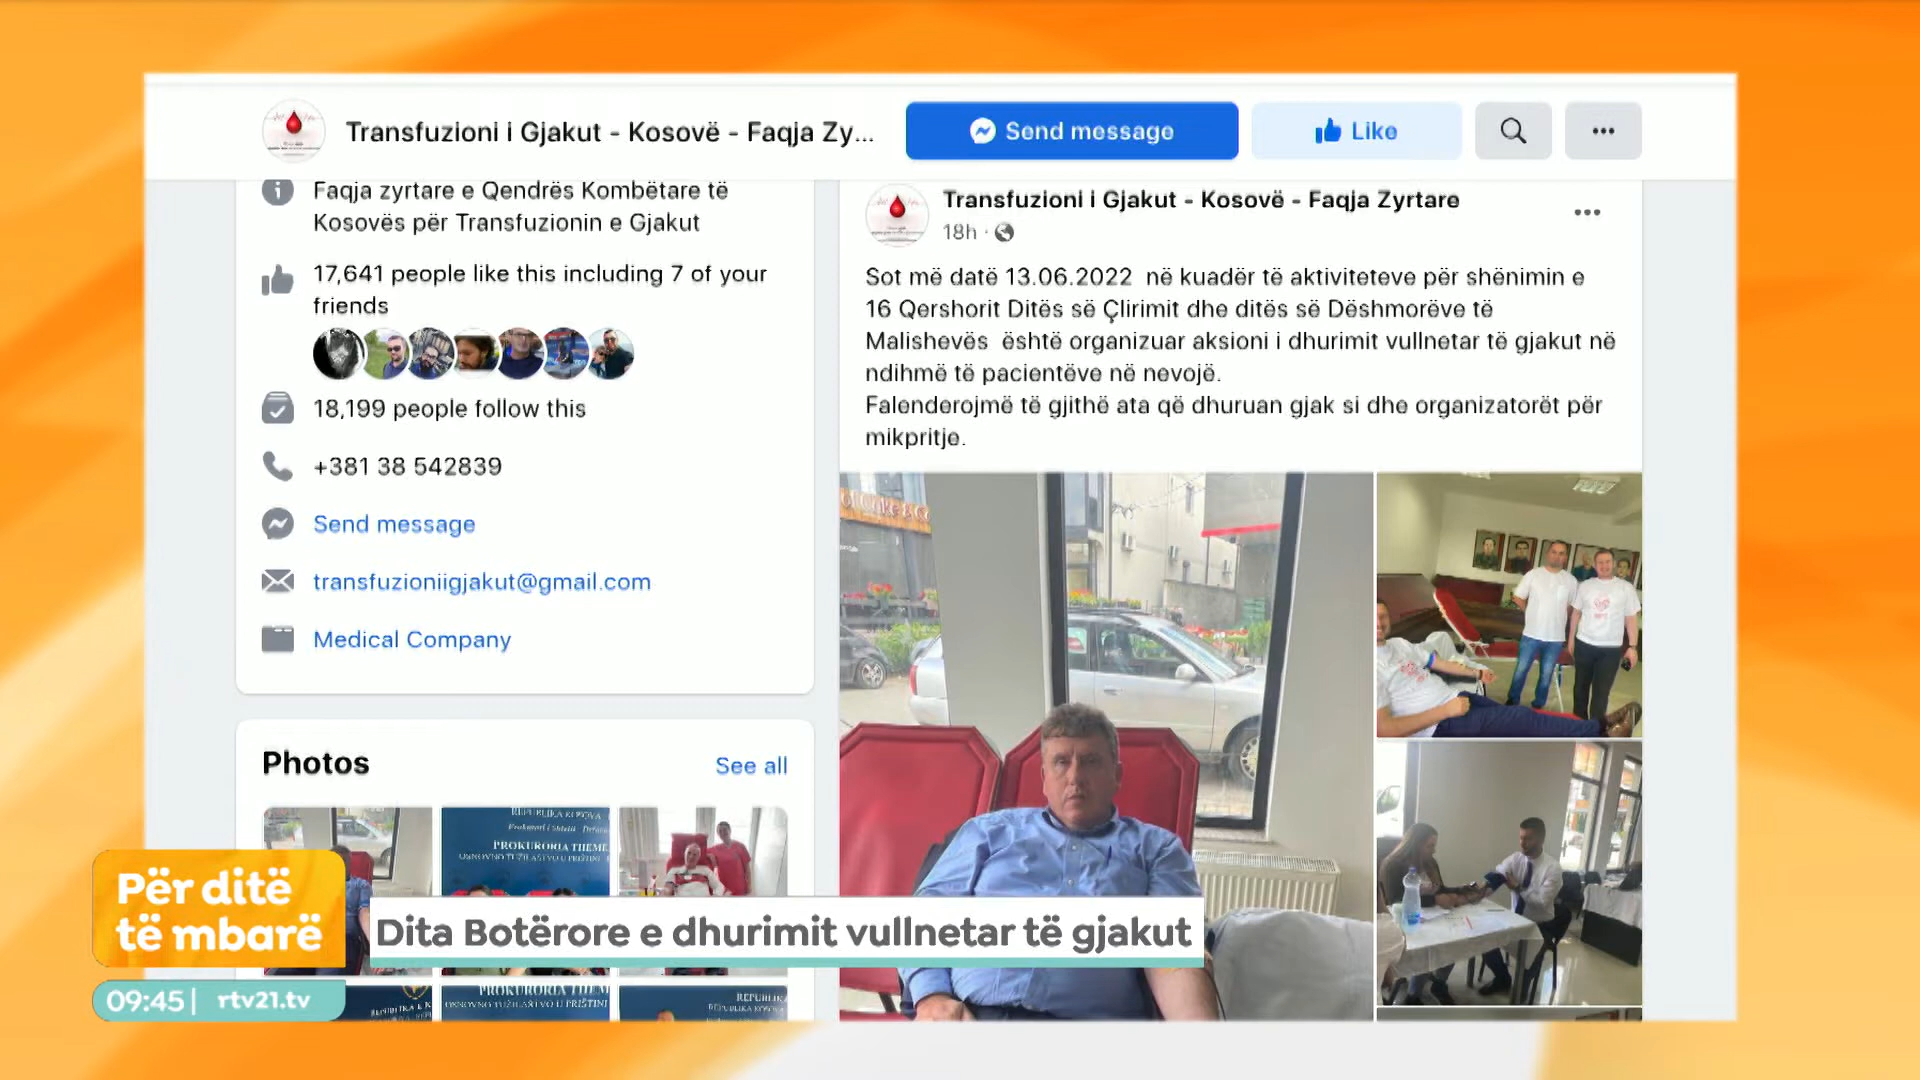 Transfuzioni i Gjakut - Kosovë - Faqja Zy...
Send message
Like
Faqja zyrtare e Qendrës Kombëtare të
Kosovës për Transfuzionin e Gjakut
17,641 people like this including 7 of your
friends
18,199 people follow this
+381 38 542839
Send message
transfuzioniigjakut@gmail.com
Medical Company
Photos
See all
PROKURORIA THEME
OSNOVNO TUŽILAŠTVO U PRIŠTINI
Transfuzioni i Gjakut - Kosovë - Faqja Zyrtare
18h ·
Sot më datë 13.06.2022 në kuadër të aktiviteteve për shënimin e
16 Qershorit Ditës së Çlirimit dhe ditës së Dëshmorëve të
Malishevës është organizuar aksioni i dhurimit vullnetar të gjakut në
ndihmë të pacientëve në nevojë.
Falenderojmë të gjithë ata që dhuruan gjak si dhe organizatorët për
mikpritje.
Për ditë
të mbarë
Dita Botërore e dhurimit vullnetar të gjakut
09:45 | rtv21.tv